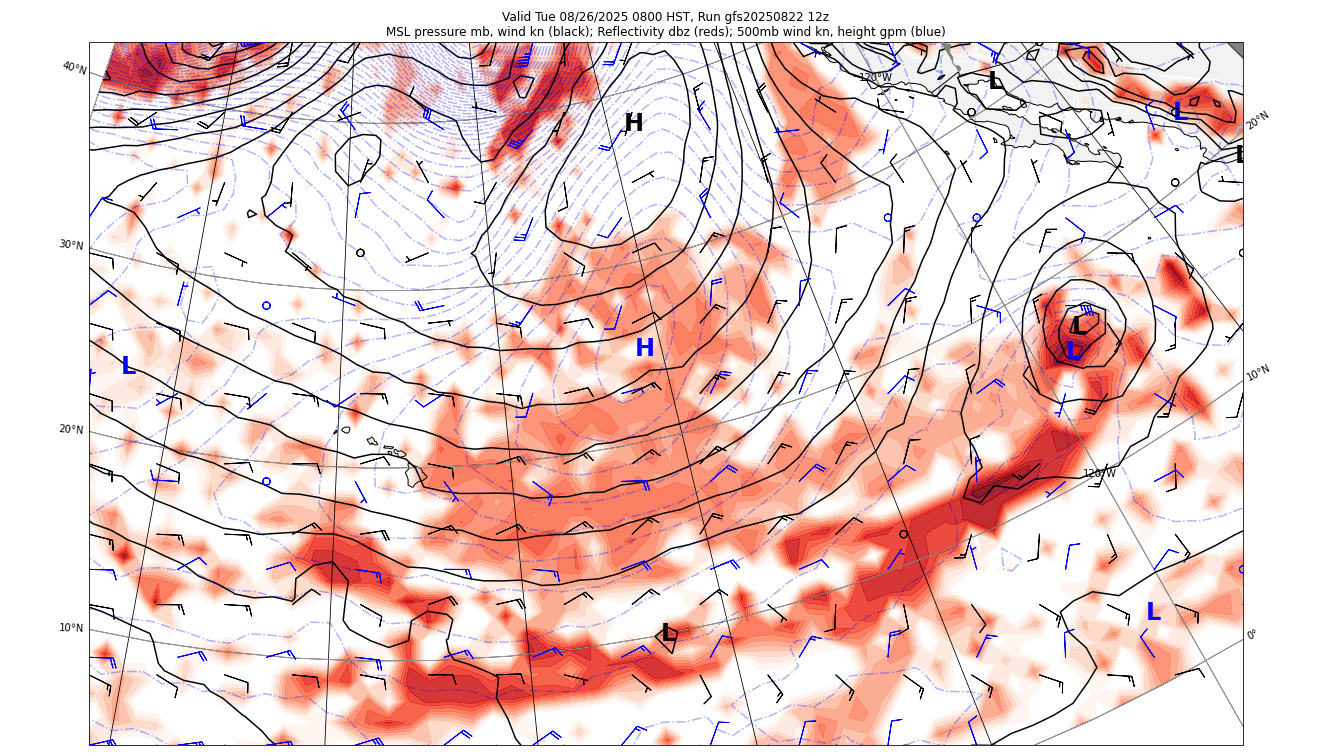 Valid Tue 08/26/2025 0800 HST, Run gfs20250822 12z
MSL pressure mb, wind kn (black); Reflectivity dbz (reds); 500mb wind kn, height gpm (blue)
40°N
120°W
L
L
20°N
H
L
30°N
L
L
H
L
10°N
20°N
120°W
L
10°N
L
0°